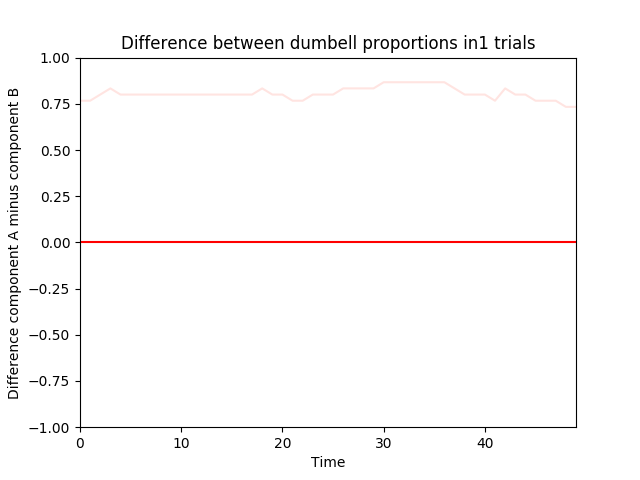 Difference between dumbell proportions in1 trials
Difference component A minus component B
1.00
0.75
0.50
0.25
0.00
−0.25
−0.50
−0.75
−1.00
0 10 20 30 40
Time